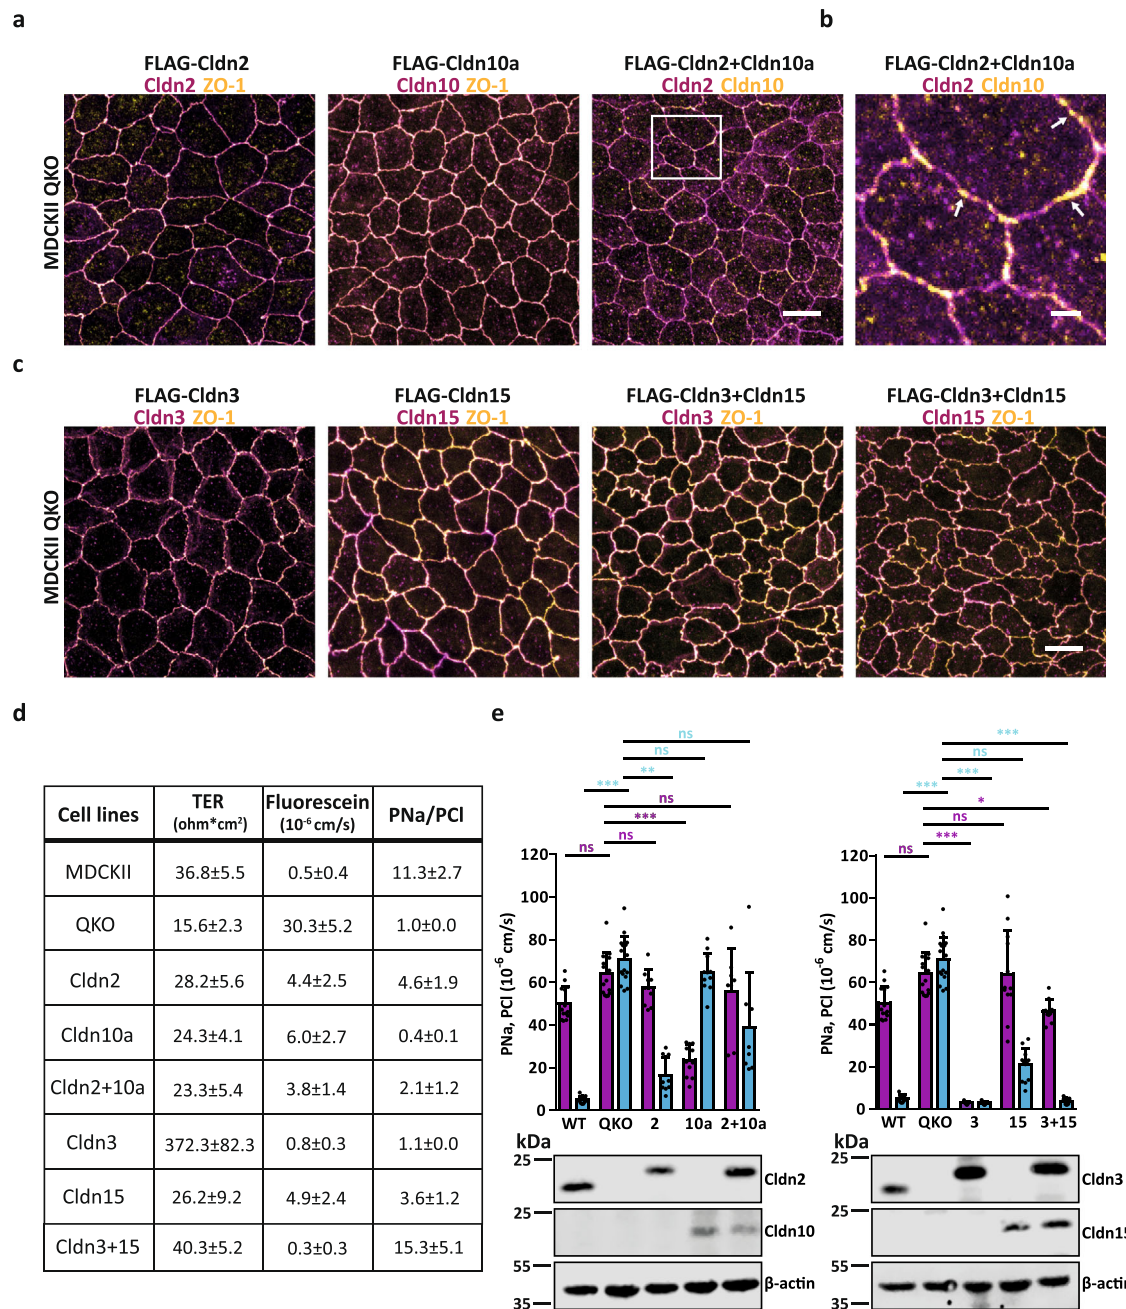 a
b
FLAG-Cldn2
FLAG-Cldn10a
FLAG-Cldn2+Cldn10a
FLAG-Cldn2+Cldn10a
Cldn2 ZO-1
Cldn10 ZO-1
Cldn2 Cldn10
Cldn2 Cldn10
MDCKII QKO
c
FLAG-Cldn3
FLAG-Cldn15
FLAG-Cldn3+Cldn15
FLAG-Cldn3+Cldn15
Cldn3 ZO-1
Cldn15 ZO-1
Cldn3 ZO-1
Cldn15 ZO-1
MDCKII QKO
d
Cell lines TER (ohm*cm²) Fluorescein (10⁻⁶ cm/s) PNa/PCl
MDCKII 36.8±5.5 0.5±0.4 11.3±2.7
QKO 15.6±2.3 30.3±5.2 1.0±0.0
Cldn2 28.2±5.6 4.4±2.5 4.6±1.9
Cldn10a 24.3±4.1 6.0±2.7 0.4±0.1
Cldn2+10a 23.3±5.4 3.8±1.4 2.1±1.2
Cldn3 372.3±82.3 0.8±0.3 1.1±0.0
Cldn15 26.2±9.2 4.9±2.4 3.6±1.2
Cldn3+15 40.3±5.2 0.3±0.3 15.3±5.1
e
ns
ns
**
***
ns
***
ns
ns
PNa, PCl (10⁻⁶ cm/s)
120
100
80
60
40
20
0
WT QKO 2 10a 2+10a
kDa
25
Cldn2
25
Cldn10
55
β-actin
35
***
ns
***
***
*
ns
***
ns
PNa, PCl (10⁻⁶ cm/s)
120
100
80
60
40
20
0
WT QKO 3 15 3+15
kDa
25
Cldn3
25
Cldn15
55
β-actin
35